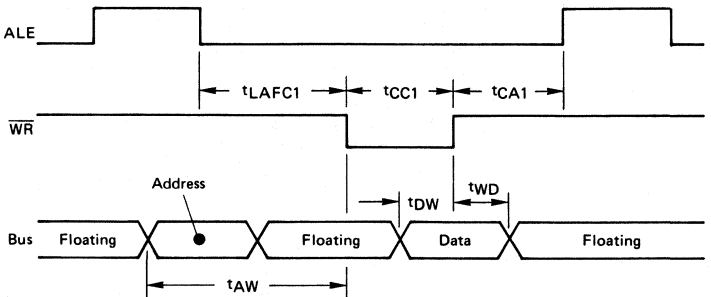 ALE
tLAFC1 tCC1 tCA1
WR
Address
tDW tWD
Bus Floating Floating Data Floating
tAW